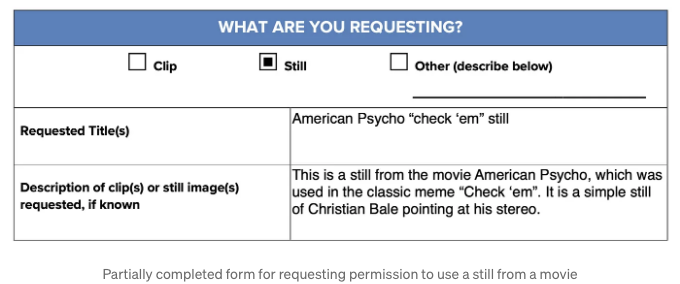 WHAT ARE YOU REQUESTING?
Clip Still Other (describe below)
Requested Title(s)
American Psycho “check ‘em” still
Description of clip(s) or still image(s)
requested, if known
This is a still from the movie American Psycho, which was
used in the classic meme “Check ‘em”. It is a simple still
of Christian Bale pointing at his stereo.
Partially completed form for requesting permission to use a still from a movie